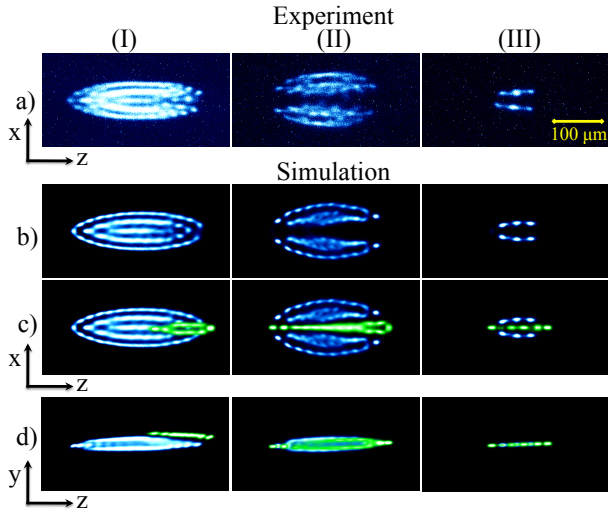 Experiment
(I) (II) (III)
a)
x
z
100 μm
Simulation
b)
c)
x
z
d)
y
z